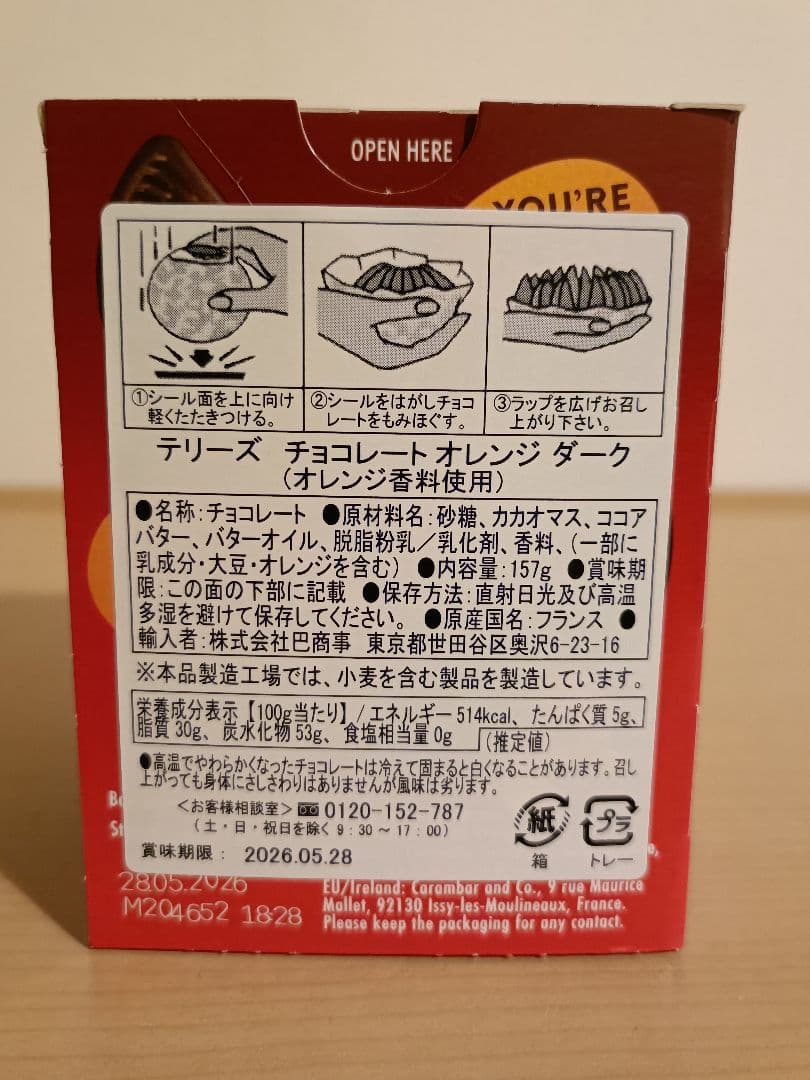 OPEN HERE
YOU'RE
①シール面を上に向け
軽くたたきつける。
②シールをはがしチョコ
レートをもみほぐす。
③ラップを広げお召し
上がり下さい。
テリーズ チョコレート オレンジ ダーク
(オレンジ香料使用)
●名称:チョコレート ●原材料名:砂糖、カカオマス、ココア
バター、バターオイル、脱脂粉乳/乳化剤、香料、(一部に
乳成分・大豆・オレンジを含む) ●内容量:157g ●賞味期
限:この面の下部に記載 ●保存方法:直射日光及び高温
多湿を避けて保存してください。 ●原産国名:フランス ●
輸入者:株式会社巴商事 東京都世田谷区奥沢6-23-16
※本品製造工場では、小麦を含む製品を製造しています。
栄養成分表示【100g当たり】/エネルギー514kcal、たんぱく質5g、
脂質30g、炭水化物53g、食塩相当量0g (推定値)
●高温でやわらかくなったチョコレートは冷えて固まると白くなることがあります。召し
上がっても身体にさしさわりはありませんが風味は劣ります。
<お客様相談室> 0120-152-787
(土・日・祝日を除く 9:30~17:00)
紙
箱
プラ
トレー
賞味期限: 2026.05.28
28.05.2026
M204652 18:28
EU/Ireland: Carambar and Co., 9 rue Maurice
Mallet, 92130 Issy-les-Moulineaux, France.
Please keep the packaging for any contact.